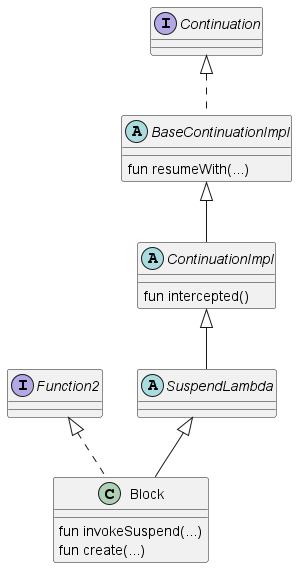 I Continuation
A BaseContinuationImpl
fun resumeWith(...)
A ContinuationImpl
fun intercepted()
I Function2
A SuspendLambda
C Block
fun invokeSuspend(...)
fun create(...)